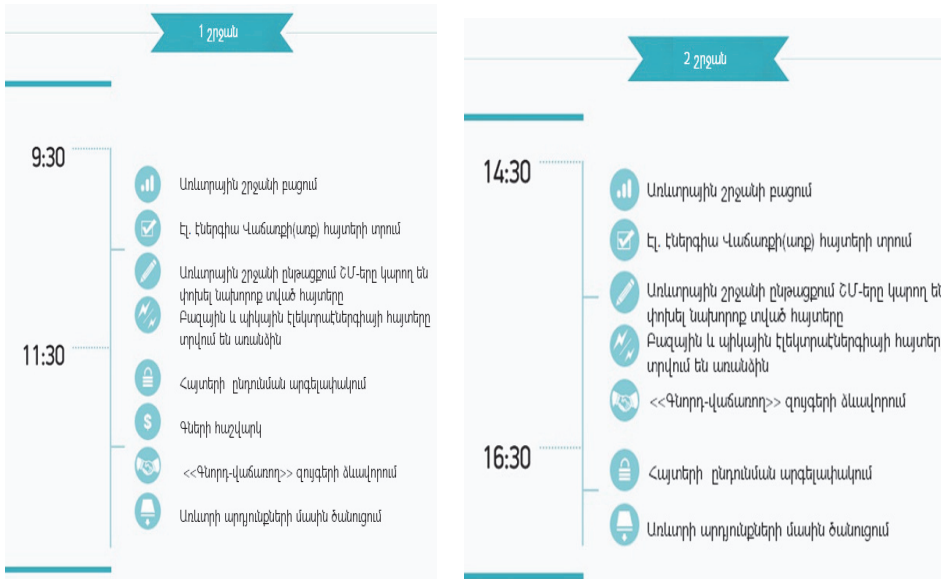 1 շրջան
9:30
Առևտրային շրջանի բացում
Էլ. էներգիա Վաճառքի(առք) հայտերի տրում
Առևտրային շրջանի ընթացքում ՇՄ-երը կարող են
փոխել նախորոք տված հայտերը
Բազային և պիկային էլեկտրաէներգիայի հայտերը
տրվում են առանձին
11:30
Հայտերի ընդունման արգելափակում
$
Գների հաշվարկ
<<Գնորդ-վաճառող>> զույգերի ձևավորում
Առևտրի արդյունքների մասին ծանուցում
2 շրջան
14:30
Առևտրային շրջանի բացում
Էլ. էներգիա Վաճառքի(առք) հայտերի տրում
Առևտրային շրջանի ընթացքում ՇՄ-երը կարող են
փոխել նախորոք տված հայտերը
Բազային և պիկային էլեկտրաէներգիայի հայտեր
տրվում են առանձին
<<Գնորդ-վաճառող>> զույգերի ձևավորում
16:30
Հայտերի ընդունման արգելափակում
Առևտրի արդյունքների մասին ծանուցում